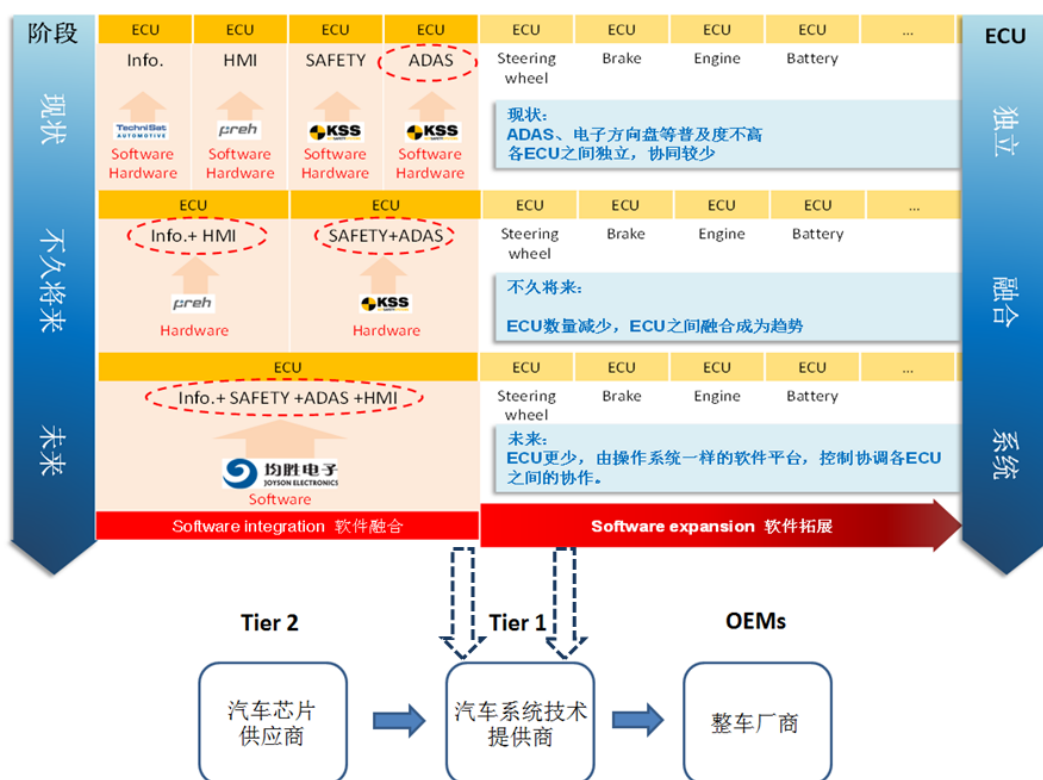 阶段
ECU ECU ECU ECU ECU ECU ECU ECU ...
ECU
Info. HMI SAFETY ADAS Steering wheel Brake Engine Battery
现状
TechniSat
AUTOMOTIVE
preh
KSS
KSS
Software Hardware
Software Hardware
Software Hardware
Software Hardware
现状:
ADAS、电子方向盘等普及度不高
各ECU之间独立，协同较少
独立
ECU ECU ECU ECU ECU ECU ...
Info.+ HMI SAFETY+ADAS Steering wheel Brake Engine Battery
不久将来
preh
KSS
Hardware
Hardware
不久将来:
ECU数量减少，ECU之间融合成为趋势
融合
ECU ECU ECU ECU ECU ...
Info.+ SAFETY +ADAS +HMI Steering wheel Brake Engine Battery
未来
均胜电子
JOYSON ELECTRONICS
Software
未来:
ECU更少，由操作系统一样的软件平台，控制协调各ECU
之间的协作。
系统
Software integration 软件融合
Software expansion 软件拓展
Tier 2 Tier 1 OEMs
汽车芯片
供应商
汽车系统技术
提供商
整车厂商